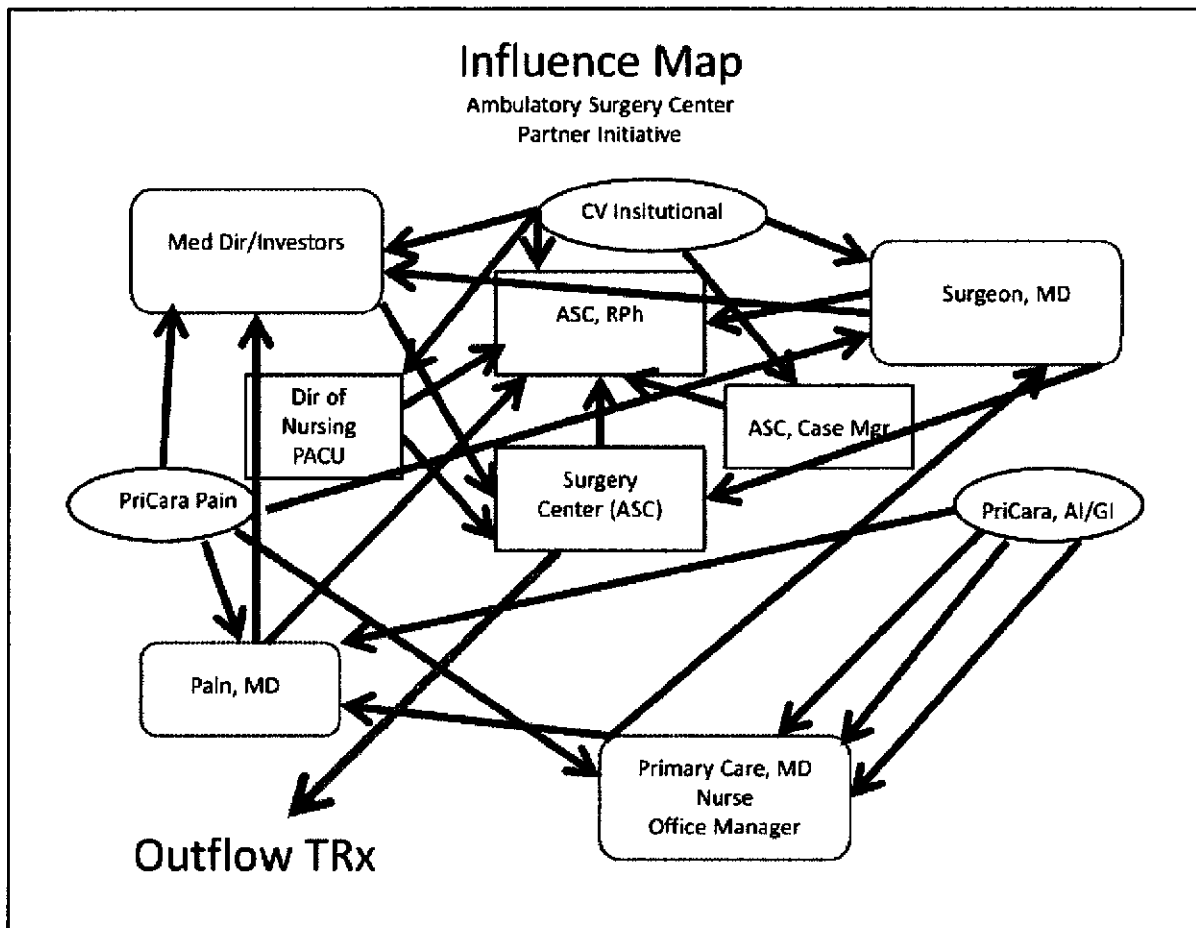 Influence Map
Ambulatory Surgery Center
Partner Initiative
CV Insitutional
Med Dir/Investors
Surgeon, MD
ASC, RPh
Dir of
Nursing
PACU
ASC, Case Mgr
Surgery
Center (ASC)
PriCara Pain
PriCara, AI/GI
Pain, MD
Primary Care, MD
Nurse
Office Manager
Outflow TRx